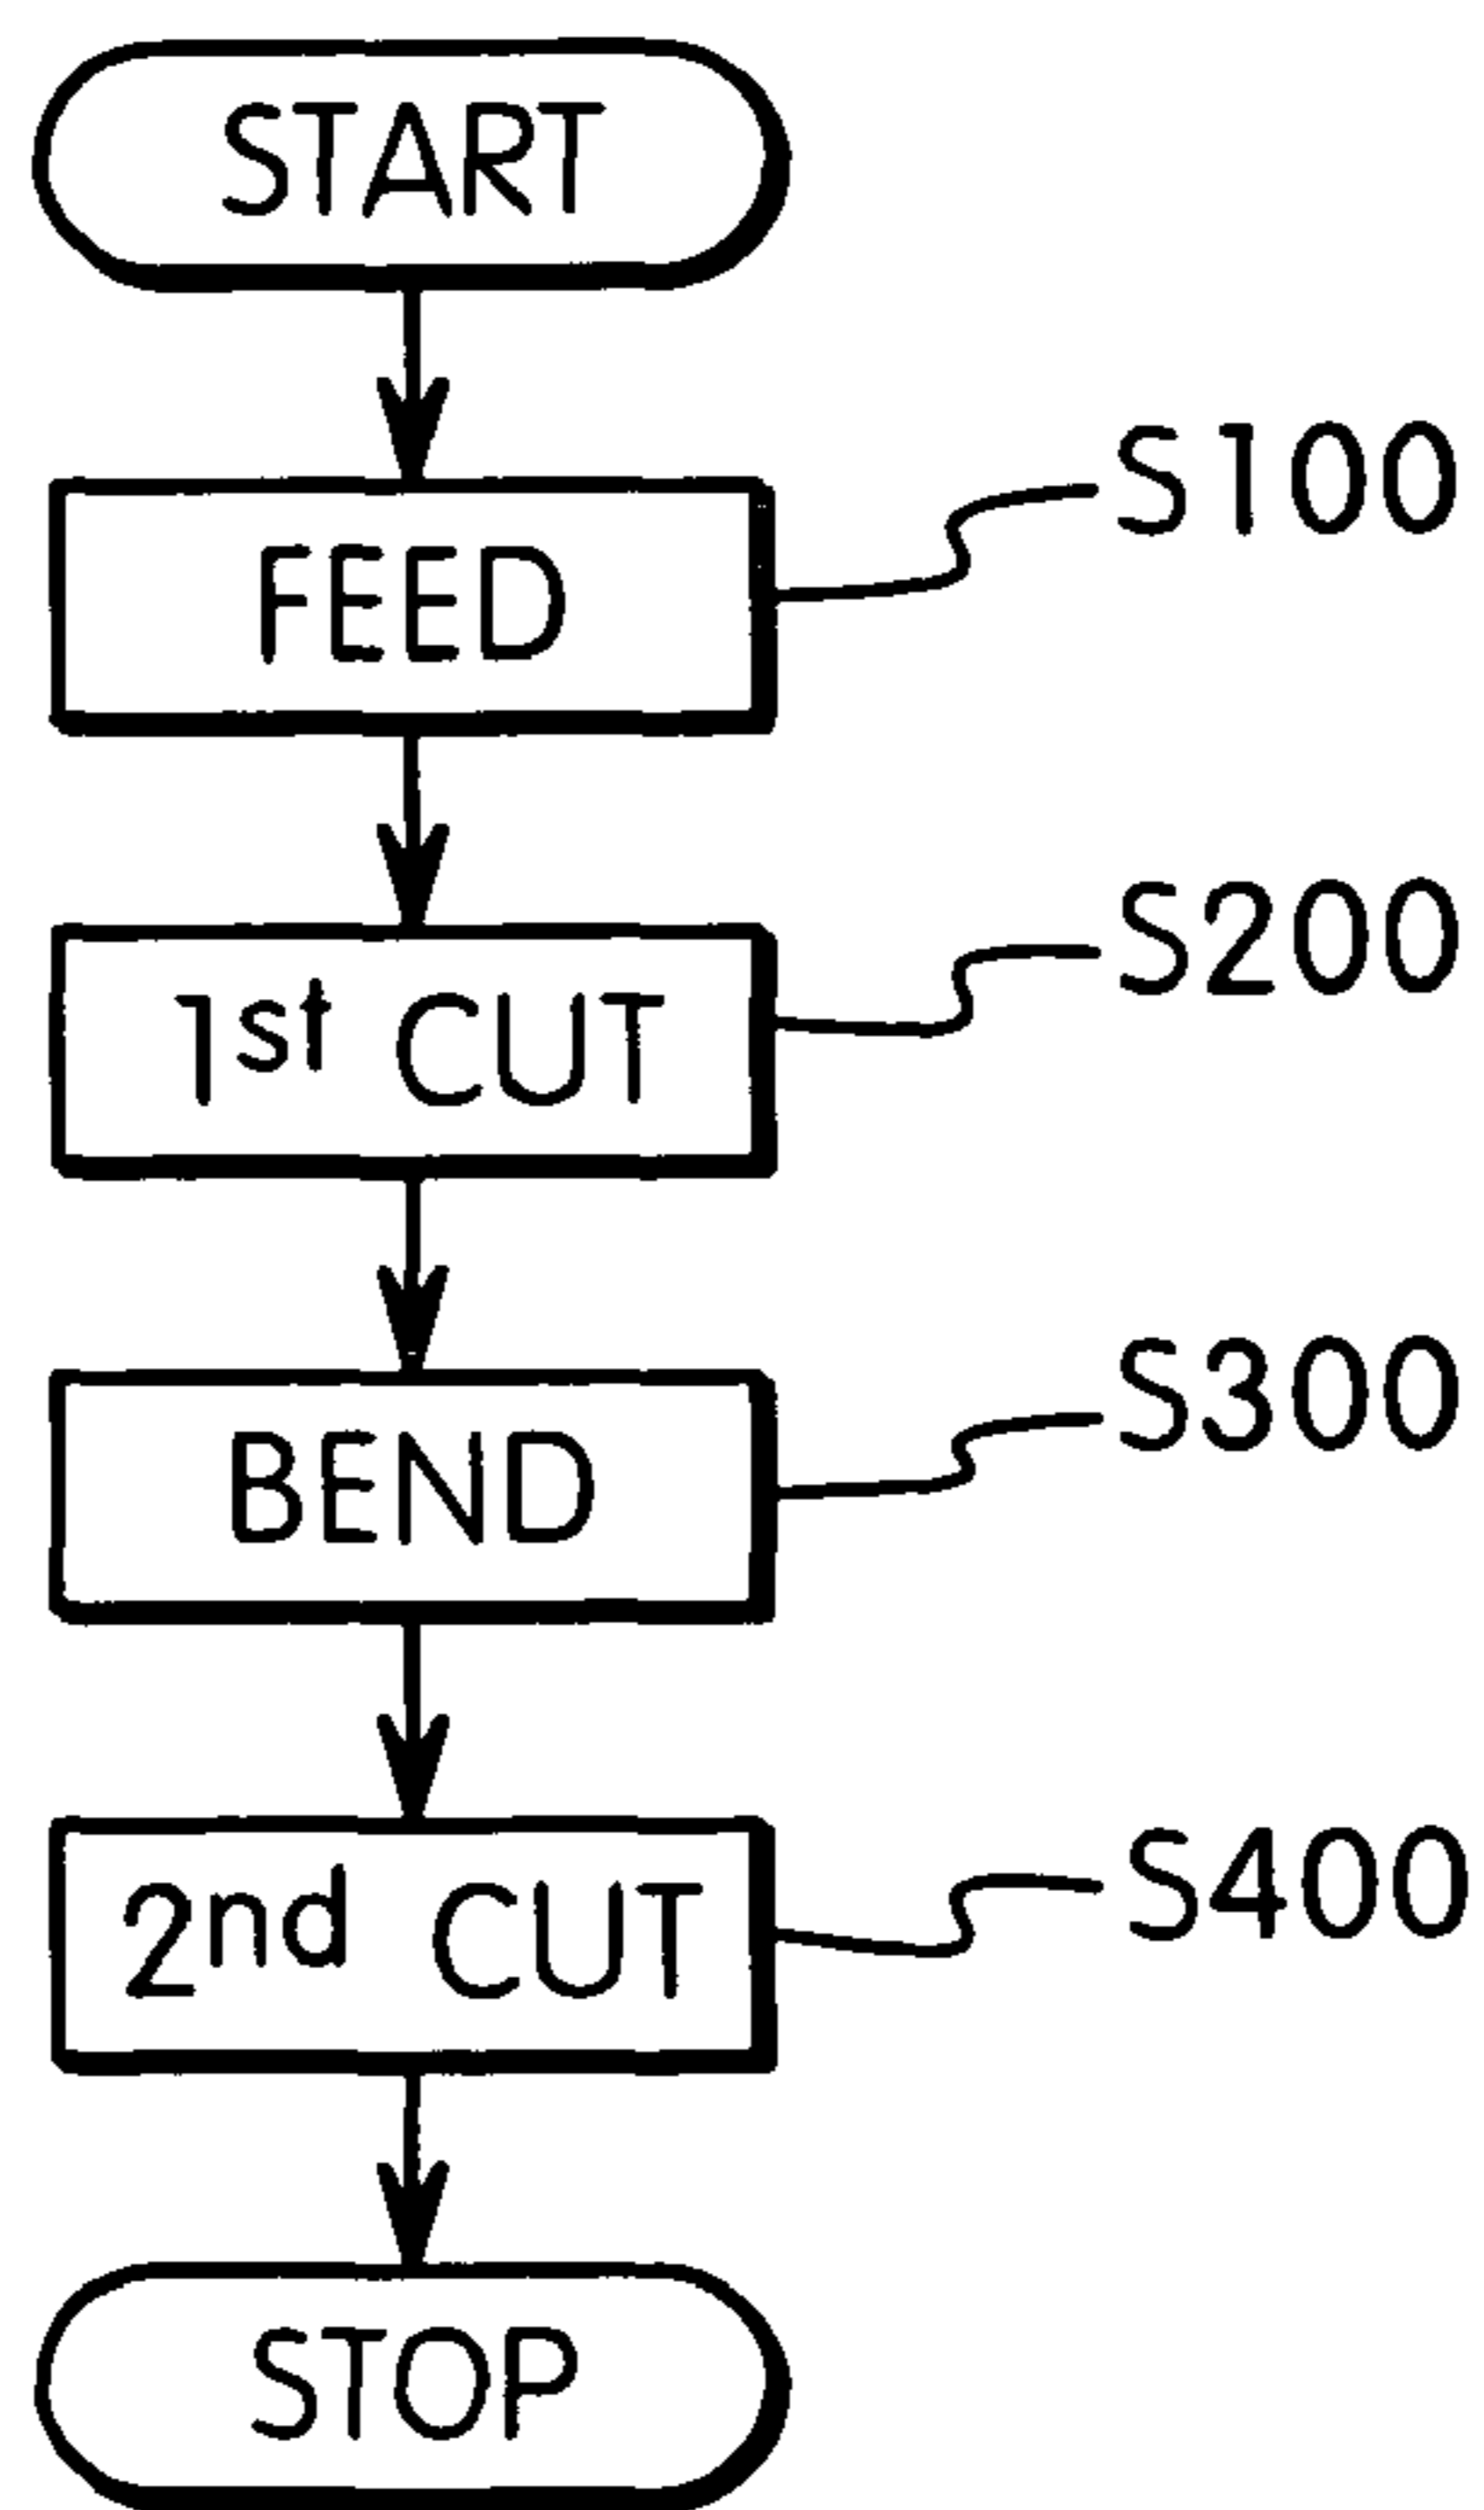 START
FEED
S100
1st CUT
S200
BEND
S300
2nd CUT
S400
STOP